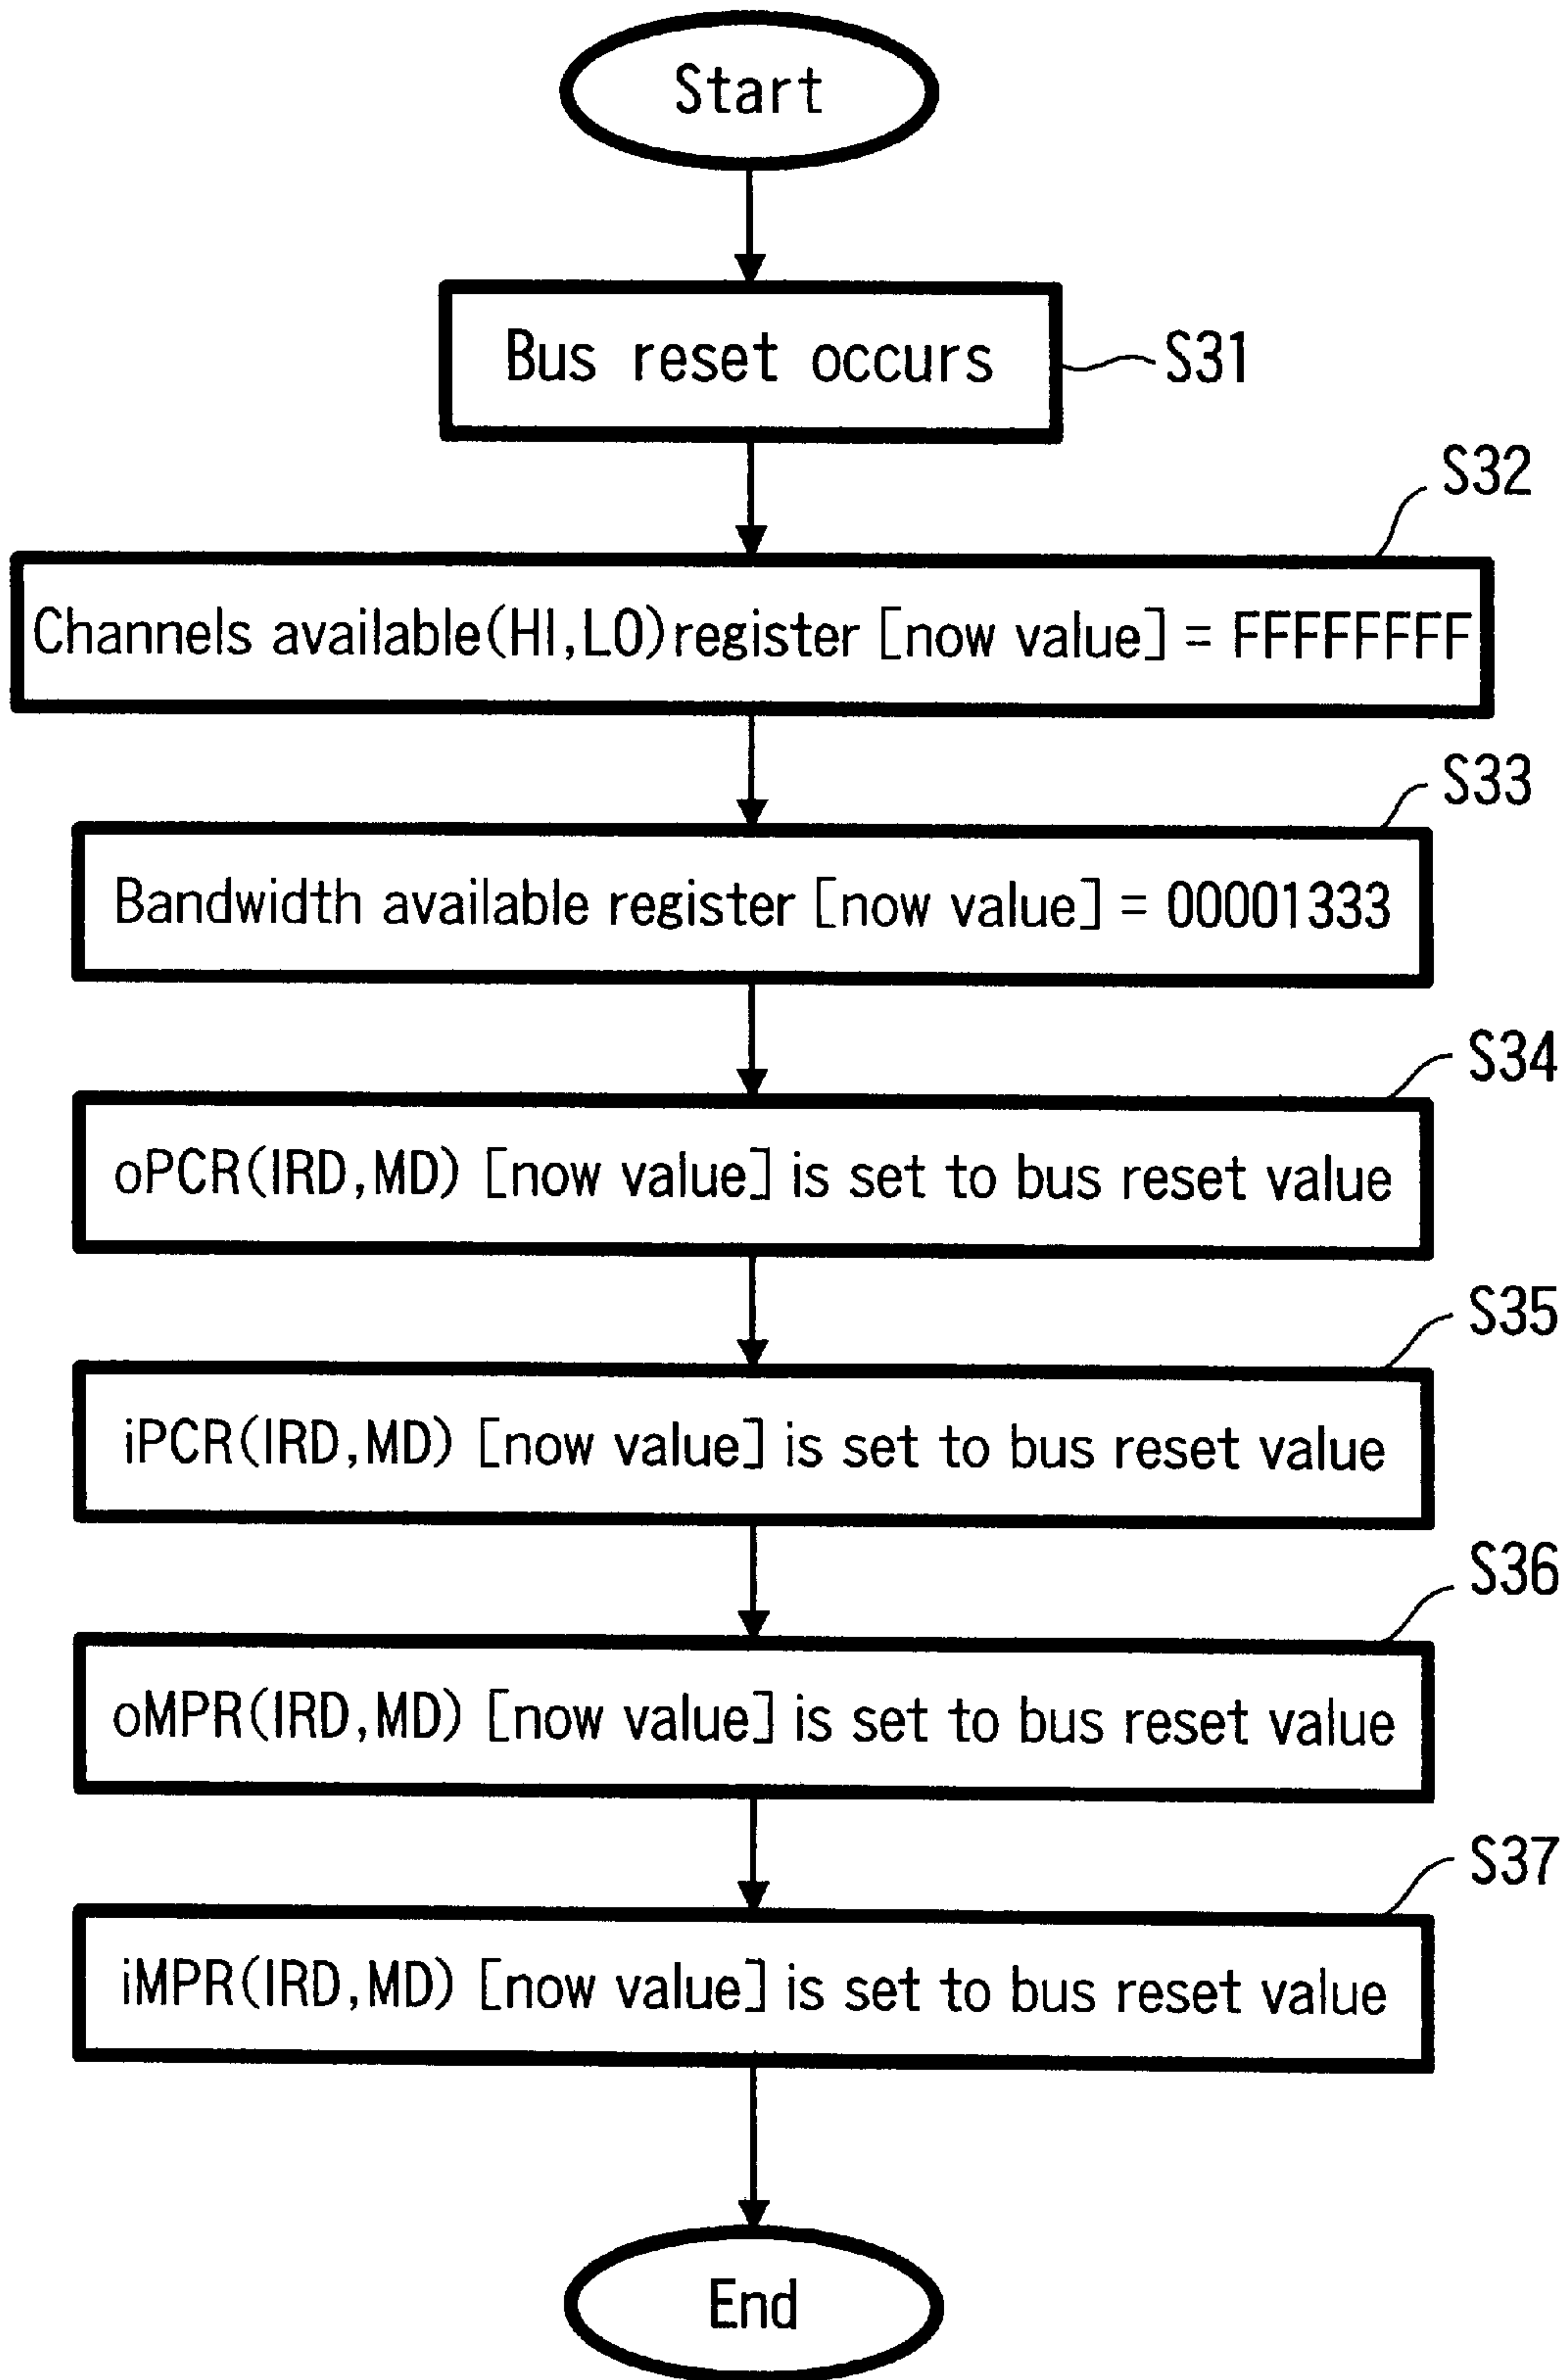 Start
Bus reset occurs
S31
S32
Channels available(HI,LO)register [now value] = FFFFFFFF
S33
Bandwidth available register [now value] = 00001333
S34
oPCR(IRD,MD) [now value] is set to bus reset value
S35
iPCR(IRD,MD) [now value] is set to bus reset value
S36
oMPR(IRD,MD) [now value] is set to bus reset value
S37
iMPR(IRD,MD) [now value] is set to bus reset value
End